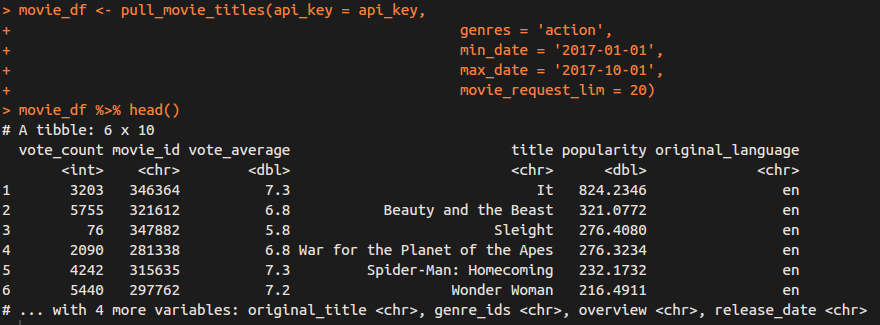 > movie_df <- pull_movie_titles(api_key = api_key,
+                                                    genres = 'action',
+                                                    min_date = '2017-01-01',
+                                                    max_date = '2017-10-01',
+                                                    movie_request_lim = 20)
> movie_df %>% head()
# A tibble: 6 x 10
  vote_count movie_id vote_average                          title popularity original_language
       <int>    <chr>        <dbl>                          <chr>      <dbl>             <chr>
1       3203   346364          7.3                             It   824.2346                en
2       5755   321612          6.8           Beauty and the Beast   321.0772                en
3         76   347882          5.8                        Sleight   276.4080                en
4       2090   281338          6.8 War for the Planet of the Apes   276.3234                en
5       4242   315635          7.3         Spider-Man: Homecoming   232.1732                en
6       5440   297762          7.2                   Wonder Woman   216.4911                en
# ... with 4 more variables: original_title <chr>, genre_ids <chr>, overview <chr>, release_date <chr>